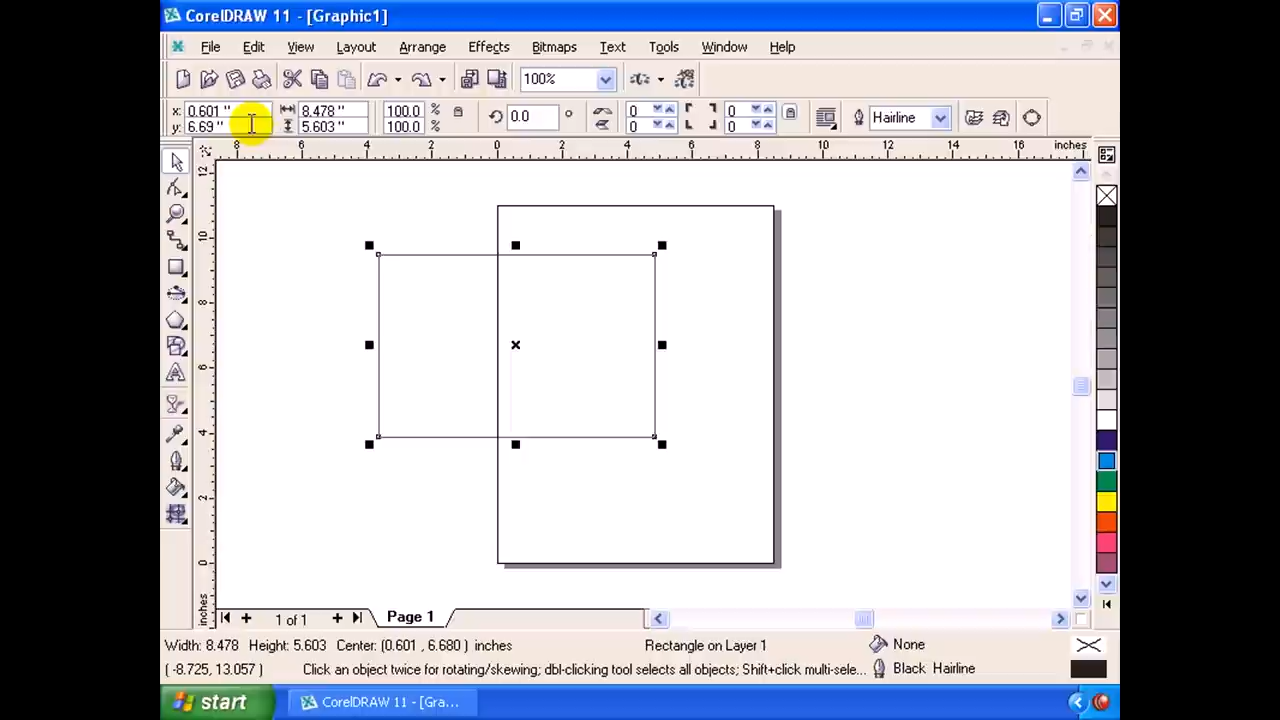 CorelDRAW 11 - [Graphic1]
File Edit View Layout Arrange Effects Bitmaps Text Tools Window Help
100%
x: 0.601 " 8.478 " 100.0 % 0.0 ° 0 0 Hairline
y: 6.69 " 5.603 " 100.0 % 0 0
8 6 4 2 0 2 4 6 8 10 12 14 16 inches
12
10
8
6
4
2
0
inches
1 of 1 Page 1
Width: 8.478 Height: 5.603 Center: (0.601 , 6.680 ) inches Rectangle on Layer 1 None
( -8.725, 13.057 ) Click an object twice for rotating/skewing; dbl-clicking tool selects all objects; Shift+click multi-sele... Black Hairline
start CorelDRAW 11 - [Gra...